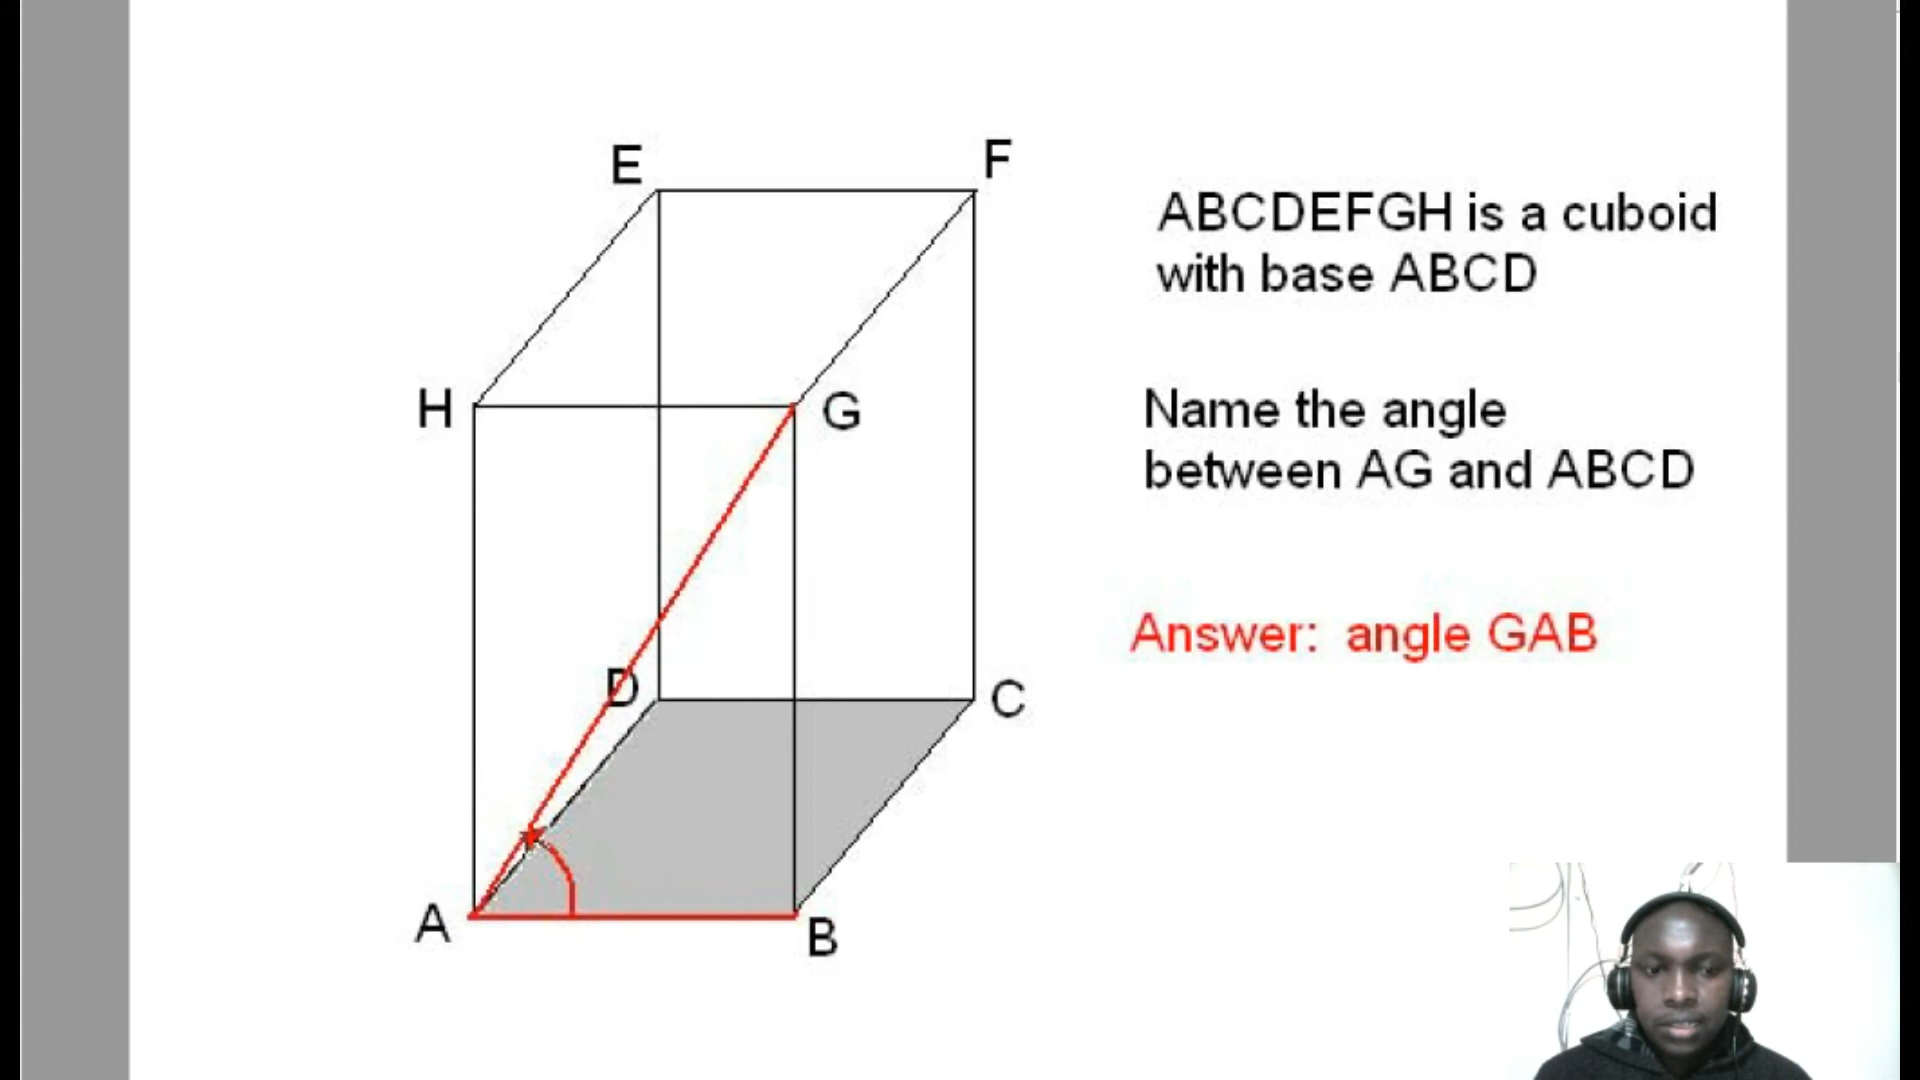 E
F
ABCDEFGH is a cuboid
with base ABCD
H
G
Name the angle
between AG and ABCD
Answer: angle GAB
D
C
A
B